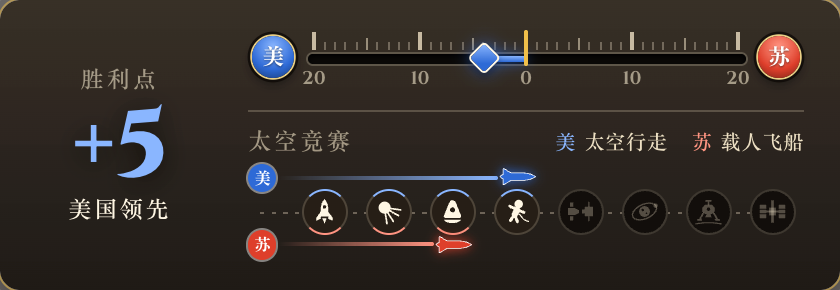 胜利点
+5
美国领先
美 苏
20 10 0 10 20
太空竞赛 美 太空行走 苏 载人飞船
美
苏